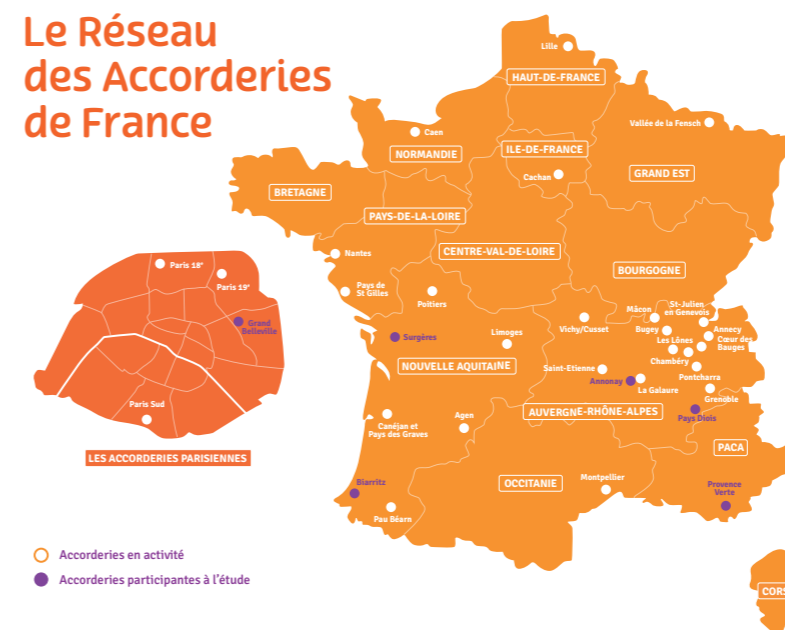 Le Réseau
des Accorderies
de France
Lille
HAUT-DE-FRANCE
Caen
Vallée de la Fensch
NORMANDIE
ILE-DE-FRANCE
Cachan
GRAND EST
BRETAGNE
PAYS-DE-LA-LOIRE
CENTRE-VAL-DE-LOIRE
Nantes
BOURGOGNE
Pays de
St Gilles
Poitiers
Mâcon
St-Julien
en Genevois
Vichy/Cusset
Bugey
Annecy
Surgères
Limoges
Les Lônes
Cœur des
Bauges
Chambéry
NOUVELLE AQUITAINE
Saint-Etienne
Annonay
Pontcharra
La Galaure
Grenoble
AUVERGNE-RHÔNE-ALPES
Pays Diois
Canéjan et
Pays des Graves
Agen
PACA
OCCITANIE
Montpellier
Biarritz
Provence
Verte
Pau Béarn
Paris 18e
Paris 19e
Grand
Belleville
Paris Sud
LES ACCORDERIES PARISIENNES
Accorderies en activité
Accorderies participantes à l'étude
CORS